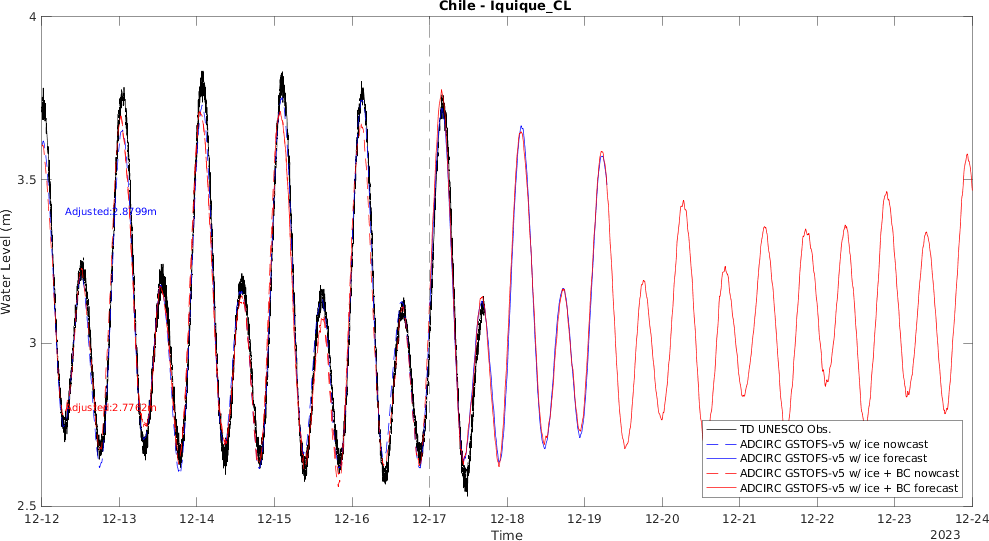 Chile - Iquique_CL
4
3.5
3
2.5
Water Level (m)
Adjusted:2.8799m
Adjusted:2.7762m
TD UNESCO Obs.
ADCIRC GSTOFS-v5 w/ ice nowcast
ADCIRC GSTOFS-v5 w/ ice forecast
ADCIRC GSTOFS-v5 w/ ice + BC nowcast
ADCIRC GSTOFS-v5 w/ ice + BC forecast
12-12 12-13 12-14 12-15 12-16 12-17 12-18 12-19 12-20 12-21 12-22 12-23 12-24
Time
2023